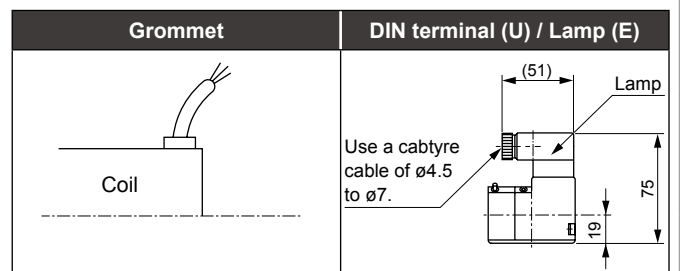 Grommet
DIN terminal (U) / Lamp (E)
Coil
(51)
Lamp
Use a cabtyre
cable of ø4.5
to ø7.
75
19